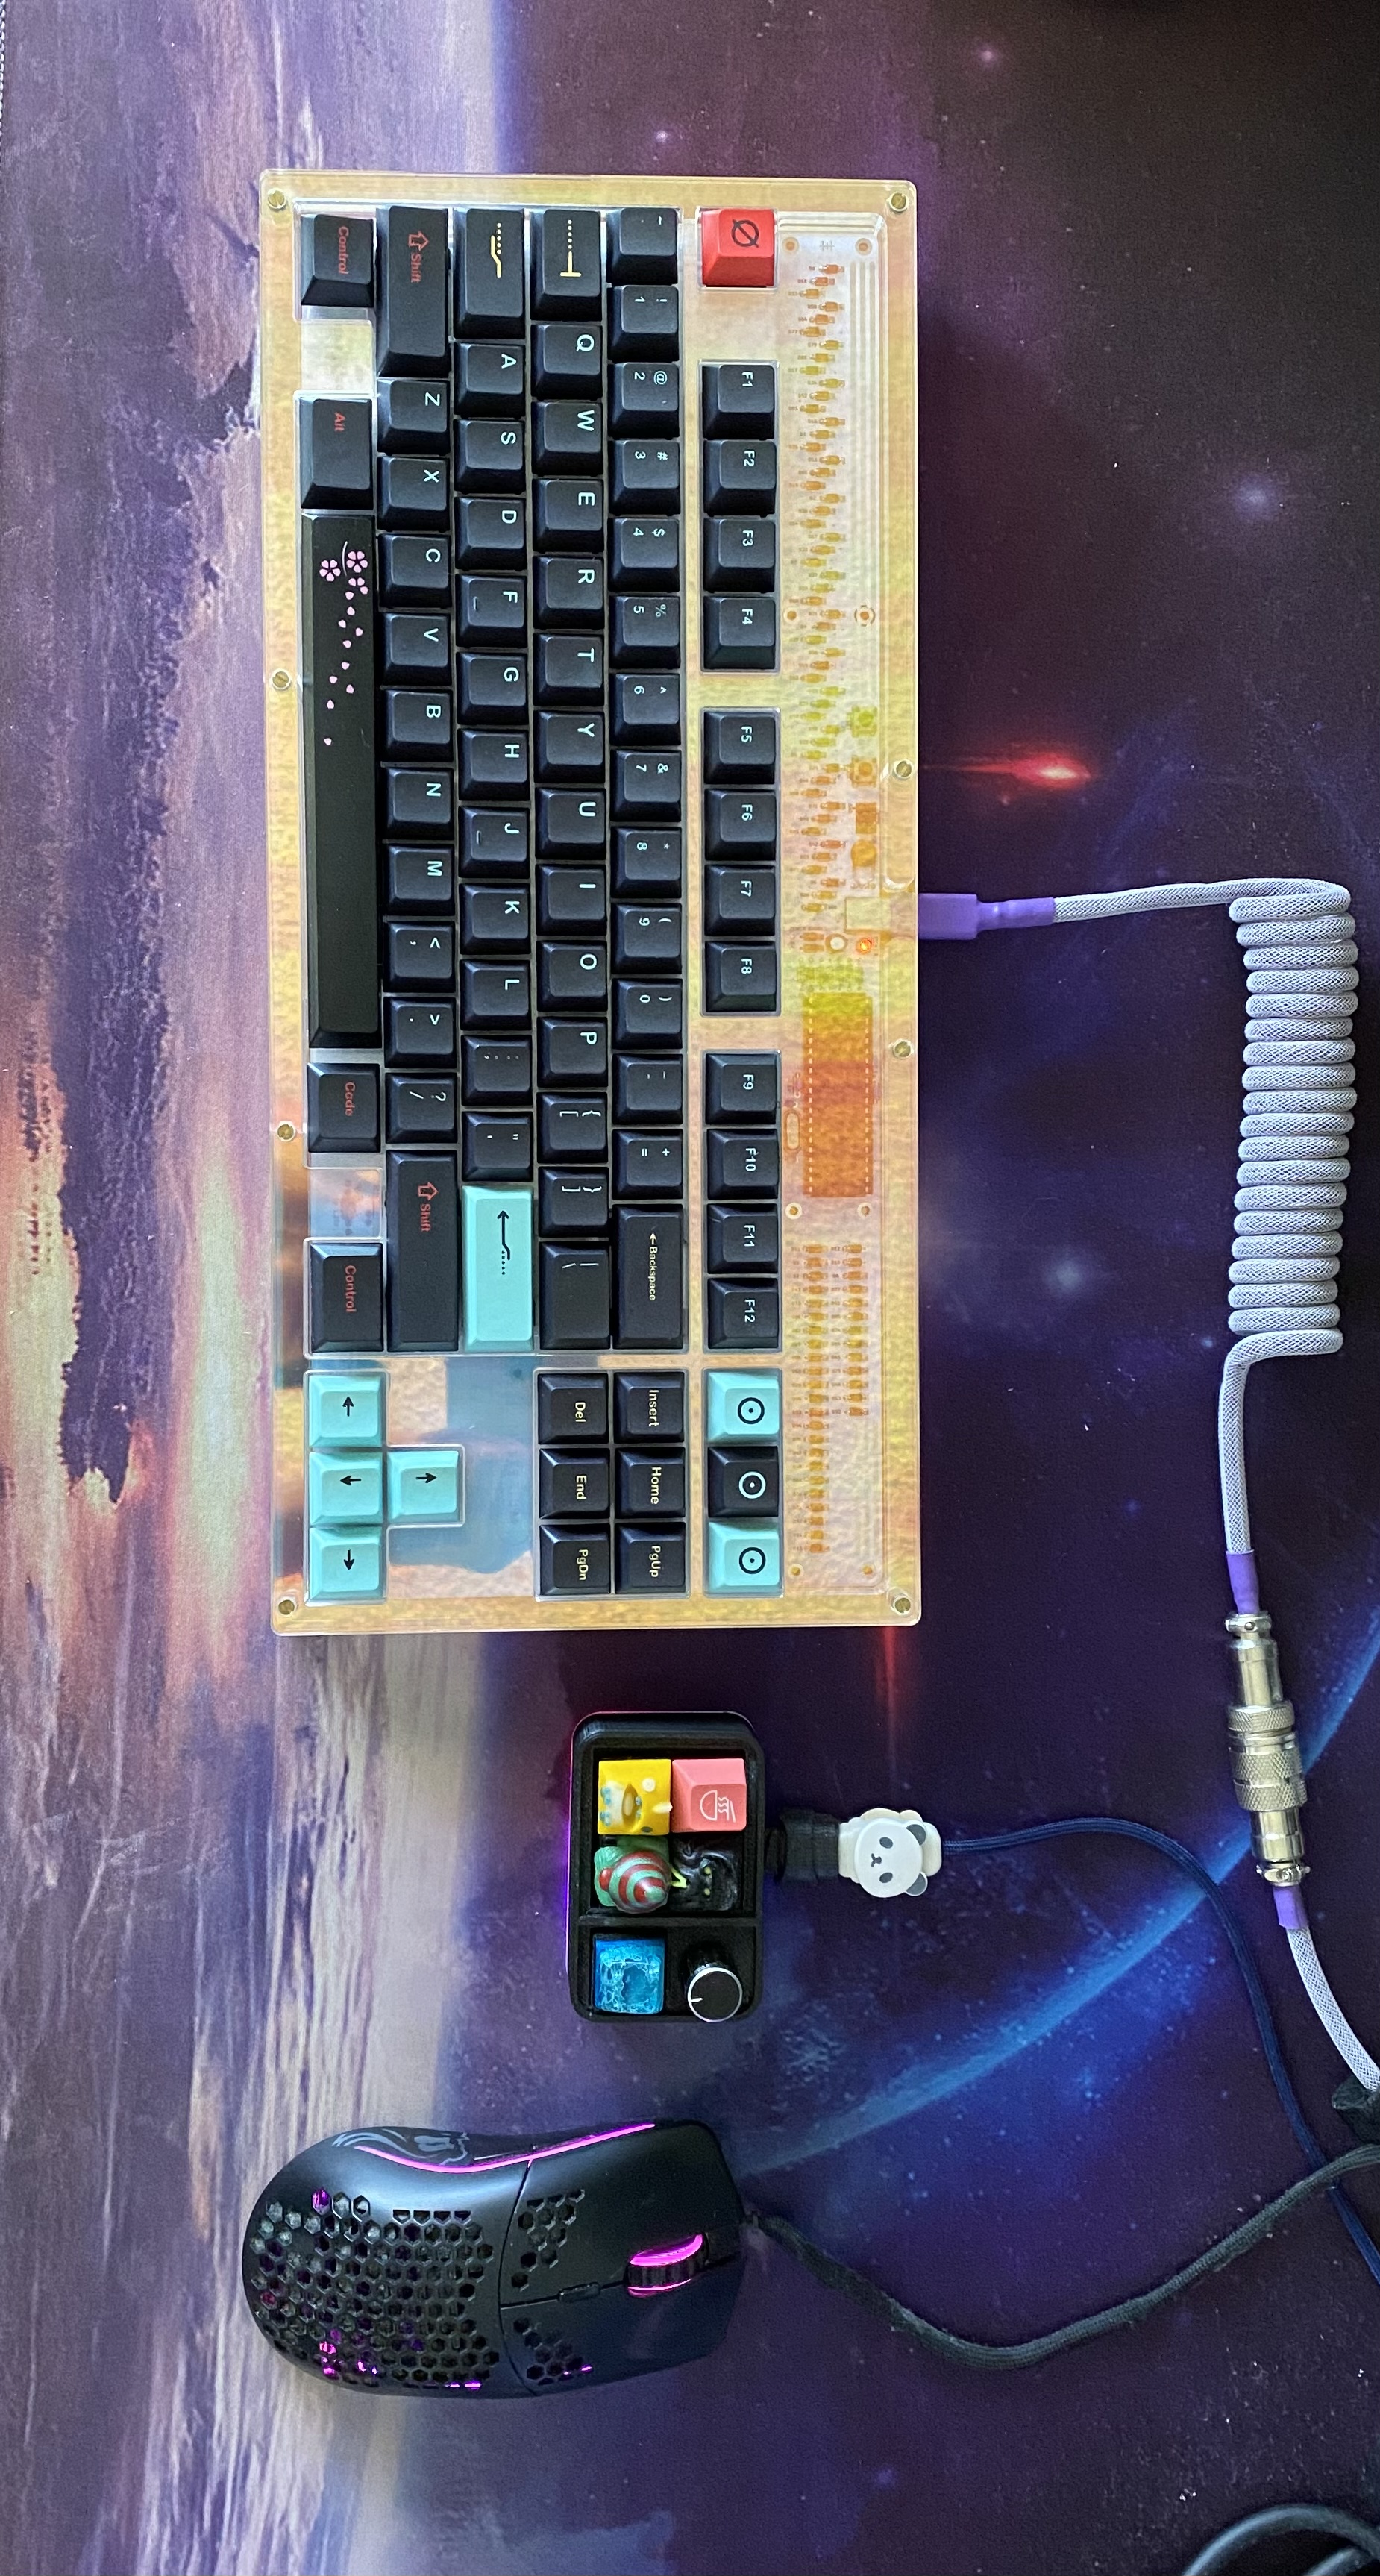 F1 F2 F3 F4 F5 F6 F7 F8 F9 F10 F11 F12
~ ! @ # $ % ^ & * ( ) _ +
` 1 2 3 4 5 6 7 8 9 0 - = ←Backspace Insert Home PgUp
Q W E R T Y U I O P { } |
[ ] \ Del End PgDn
A S D F G H J K L : "
; '
⇧ Shift Z X C V B N M < > ? ⇧ Shift ↑
, . /
Control Alt Code Control ← ↓ →